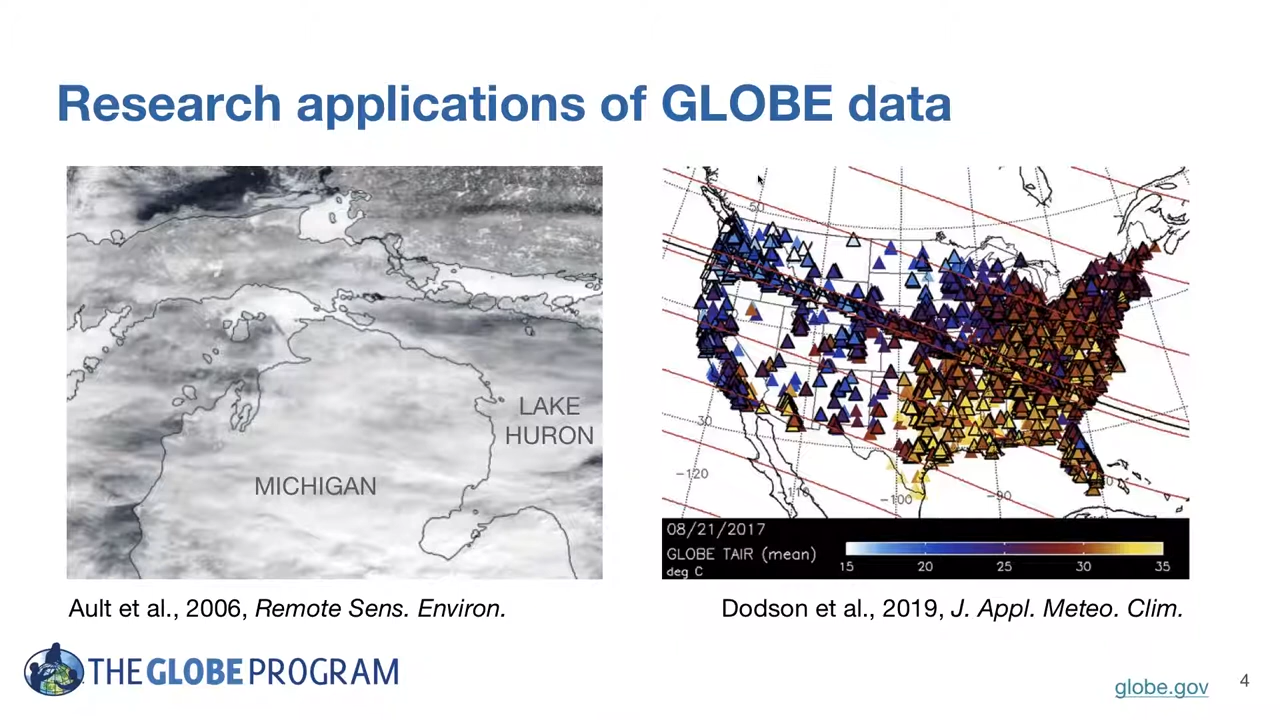 Research applications of GLOBE data
LAKE
HURON
MICHIGAN
50
30
-120
-110
-100
-90
08/21/2017
GLOBE TAIR (mean)
deg C
15 20 25 30 35
Ault et al., 2006, Remote Sens. Environ.
Dodson et al., 2019, J. Appl. Meteo. Clim.
THE GLOBE PROGRAM
globe.gov
4